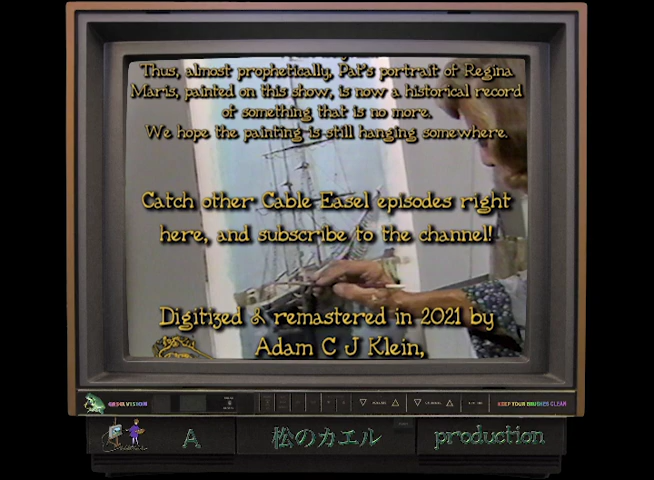 Thus, almost prophetically, Pat's portrait of Regina
Maris, painted on this show, is now a historical record
of something that is no more.
We hope the painting is still hanging somewhere.
Catch other Cable Easel episodes right
here, and subscribe to the channel!
Digitized & remastered in 2021 by
Adam C J Klein,
KEEP YOUR BRUSHES CLEAN
A 松のカエル production